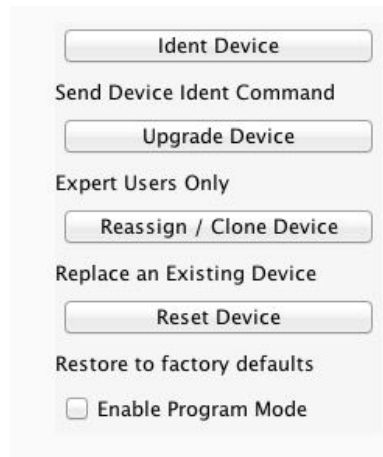 Ident Device
Send Device Ident Command
Upgrade Device
Expert Users Only
Reassign / Clone Device
Replace an Existing Device
Reset Device
Restore to factory defaults
Enable Program Mode